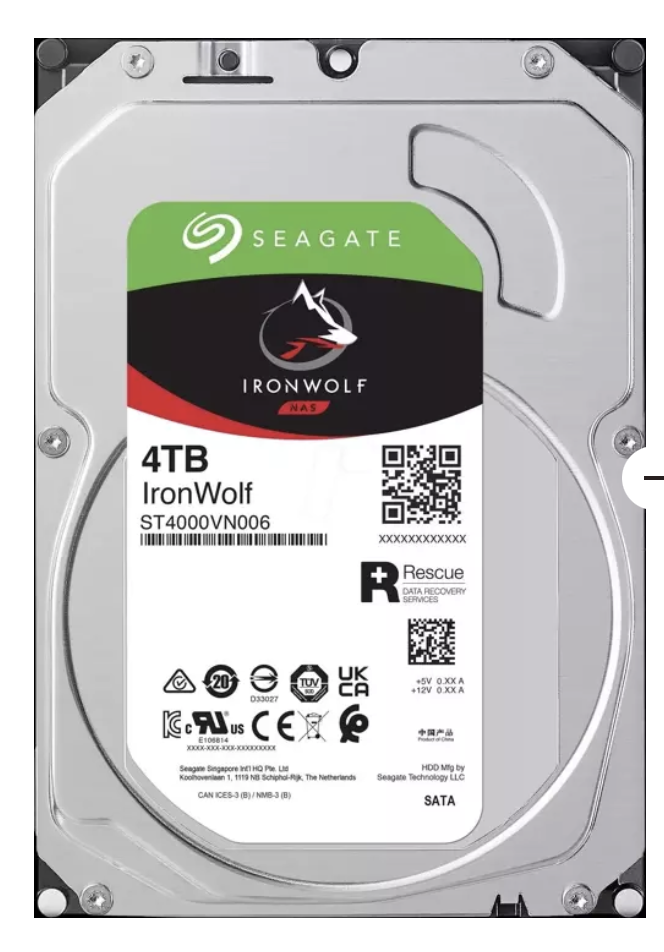 SEAGATE
IRONWOLF
NAS
4TB
IronWolf
ST4000VN006
XXXXXXXXXXXX
Rescue
DATA RECOVERY
SERVICES
+5V 0.XX A
+12V 0.XX A
20
D33027
TÜV
SÜD
UK
CA
c US
E106814
XXXX-XXX-XXX-XXXXXXXXX
CE
中国产品
Product of China
Seagate Singapore Int'l HQ Pte. Ltd
Koolhovenlaan 1, 1119 NB Schiphol-Rijk, The Netherlands
HDD Mfg by
Seagate Technology LLC
CAN ICES-3 (B) / NMB-3 (B)
SATA